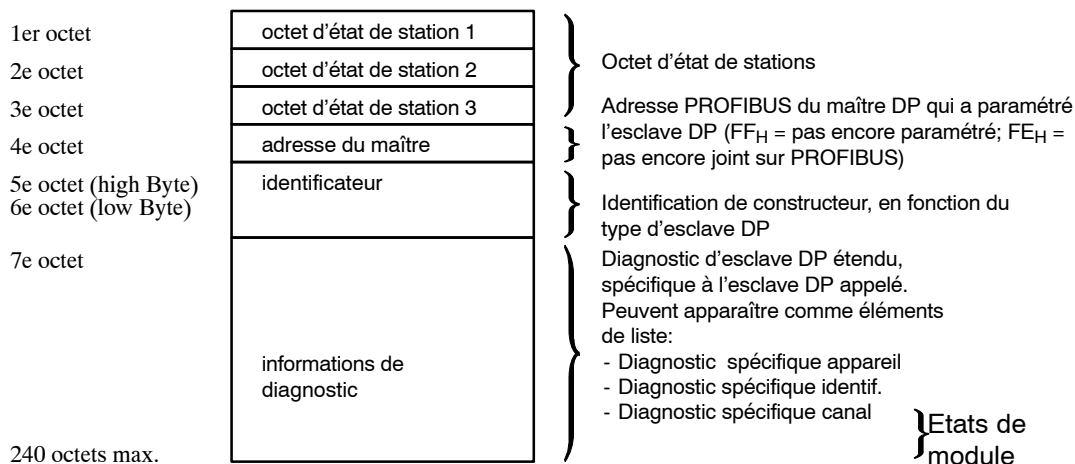 1er octet
octet d'état de station 1
2e octet
octet d'état de station 2
Octet d'état de stations
3e octet
octet d'état de station 3
Adresse PROFIBUS du maître DP qui a paramétré
l'esclave DP (FFH = pas encore paramétré; FEH =
pas encore joint sur PROFIBUS)
4e octet
adresse du maître
5e octet (high Byte)
6e octet (low Byte)
identificateur
Identification de constructeur, en fonction du
type d'esclave DP
7e octet
Diagnostic d'esclave DP étendu,
spécifique à l'esclave DP appelé.
Peuvent apparaître comme éléments
de liste:
- Diagnostic spécifique appareil
- Diagnostic spécifique identif.
- Diagnostic spécifique canal
informations de
diagnostic
Etats de
module
240 octets max.